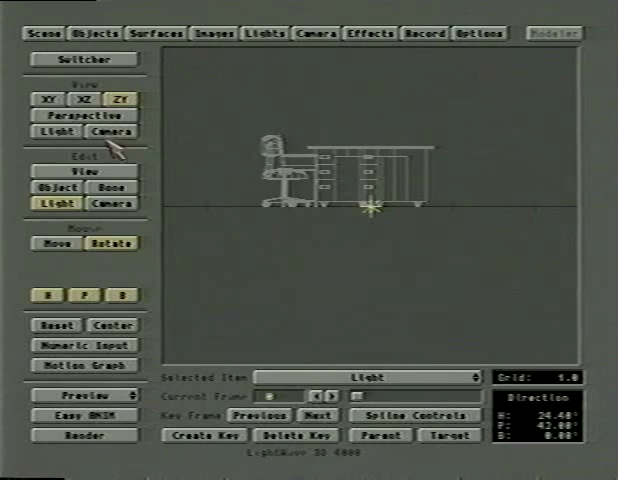 Scene Objects Surfaces Images Lights Camera Effects Record Options Modeler
Switcher
View
XY XZ ZY
Perspective
Light Camera
Edit
View
Object Bone
Light Camera
Mouse
Move Rotate
H P B
Reset Center
Numeric Input
Motion Graph
Preview
Easy ANIM
Render
Selected Item Light
Current Frame
Key Frame Previous Next Spline Controls
Create Key Delete Key Parent Target
LightWave 3D 4000
Grid: 1.0
Direction
H: 24.40°
P: 42.00°
B: 0.00°